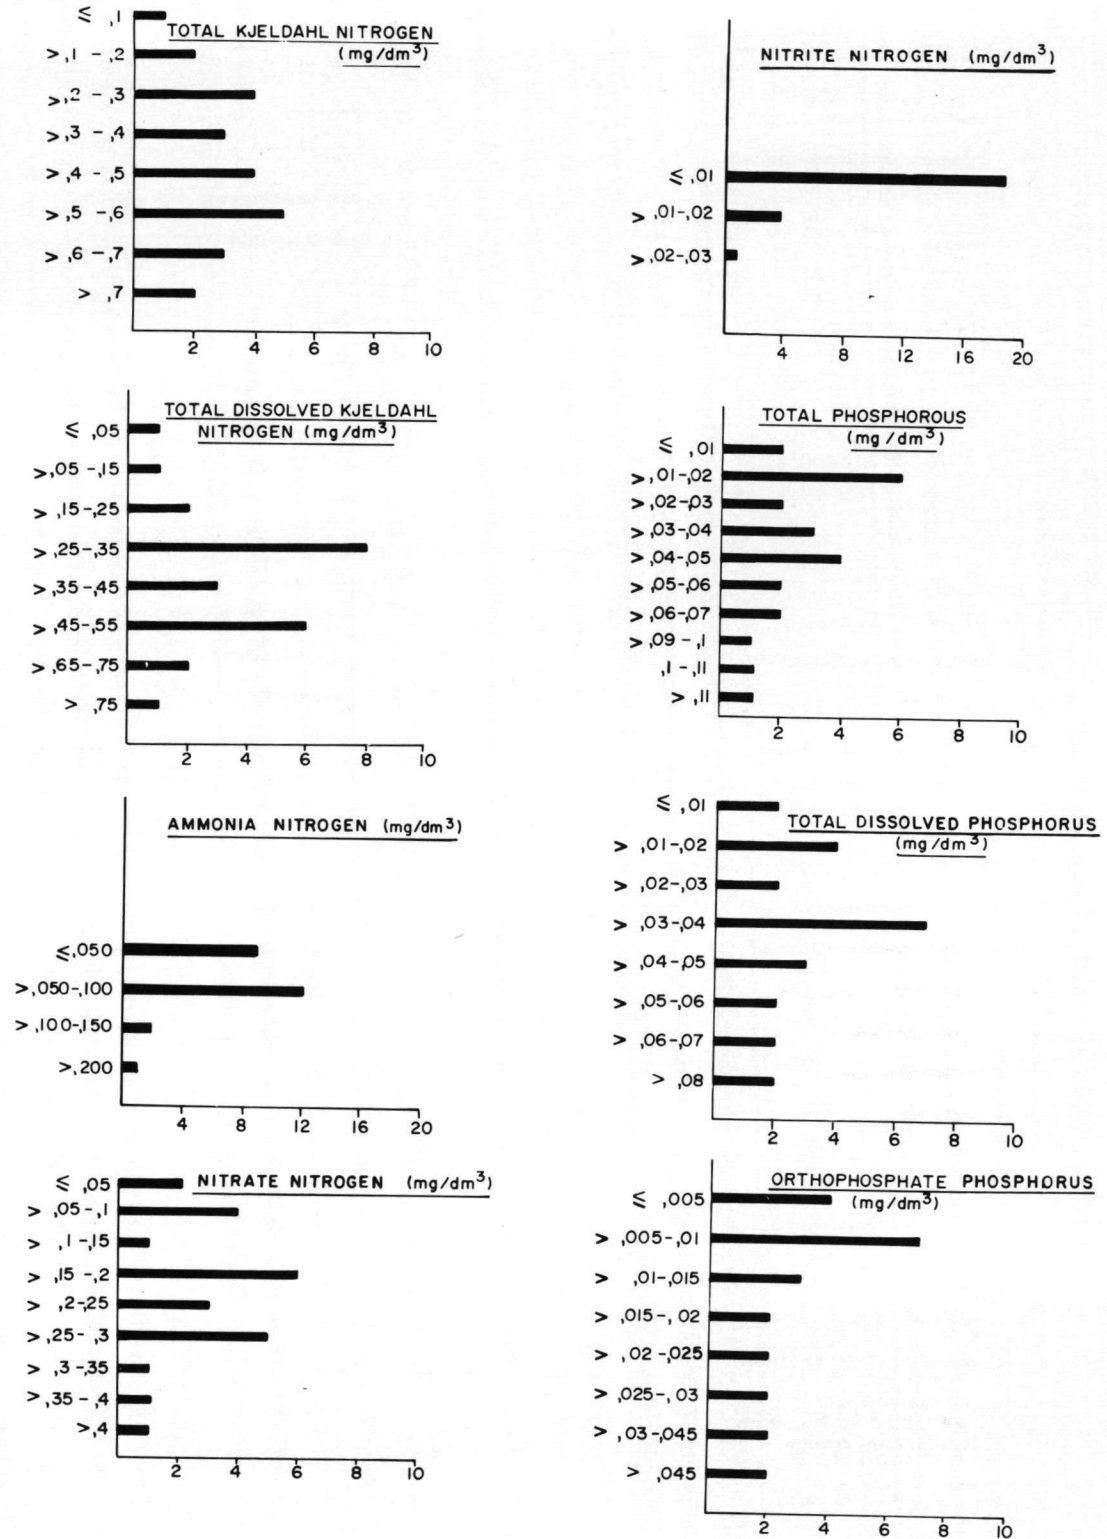 TOTAL KJELDAHL NITROGEN
(mg/dm³)
≤ ,1
>,1 - ,2
>,2 - ,3
>,3 - ,4
>,4 - ,5
>,5 - ,6
>,6 - ,7
> ,7
2 4 6 8 10
NITRITE NITROGEN (mg/dm³)
≤ ,01
> ,01-,02
> ,02-,03
4 8 12 16 20
TOTAL DISSOLVED KJELDAHL
NITROGEN (mg/dm³)
≤ ,05
>,05 - ,15
> ,15 - ,25
> ,25 - ,35
> ,35 - ,45
> ,45-,55
> ,65-,75
> ,75
2 4 6 8 10
TOTAL PHOSPHOROUS
(mg/dm³)
≤ ,01
> ,01-,02
> ,02-,03
> ,03-,04
> ,04-,05
> ,05-,06
> ,06-,07
> ,09 - ,1
,1 - ,11
> ,11
2 4 6 8 10
AMMONIA NITROGEN (mg/dm³)
≤,050
>,050-,100
> ,100-,150
>,200
4 8 12 16 20
TOTAL DISSOLVED PHOSPHORUS
(mg/dm³)
≤ ,01
> ,01-,02
> ,02-,03
> ,03-,04
> ,04-,05
> ,05-,06
> ,06-,07
> ,08
2 4 6 8 10
NITRATE NITROGEN (mg/dm³)
≤ ,05
> ,05 - ,1
> ,1 - ,15
> ,15 - ,2
> ,2-,25
> ,25 - ,3
> ,3 -,35
>,35 - ,4
>,4
2 4 6 8 10
ORTHOPHOSPHATE PHOSPHORUS
(mg/dm³)
≤ ,005
> ,005-,01
> ,01-,015
> ,015-,02
> ,02-,025
> ,025-,03
> ,03-,045
> ,045
2 4 6 8 10